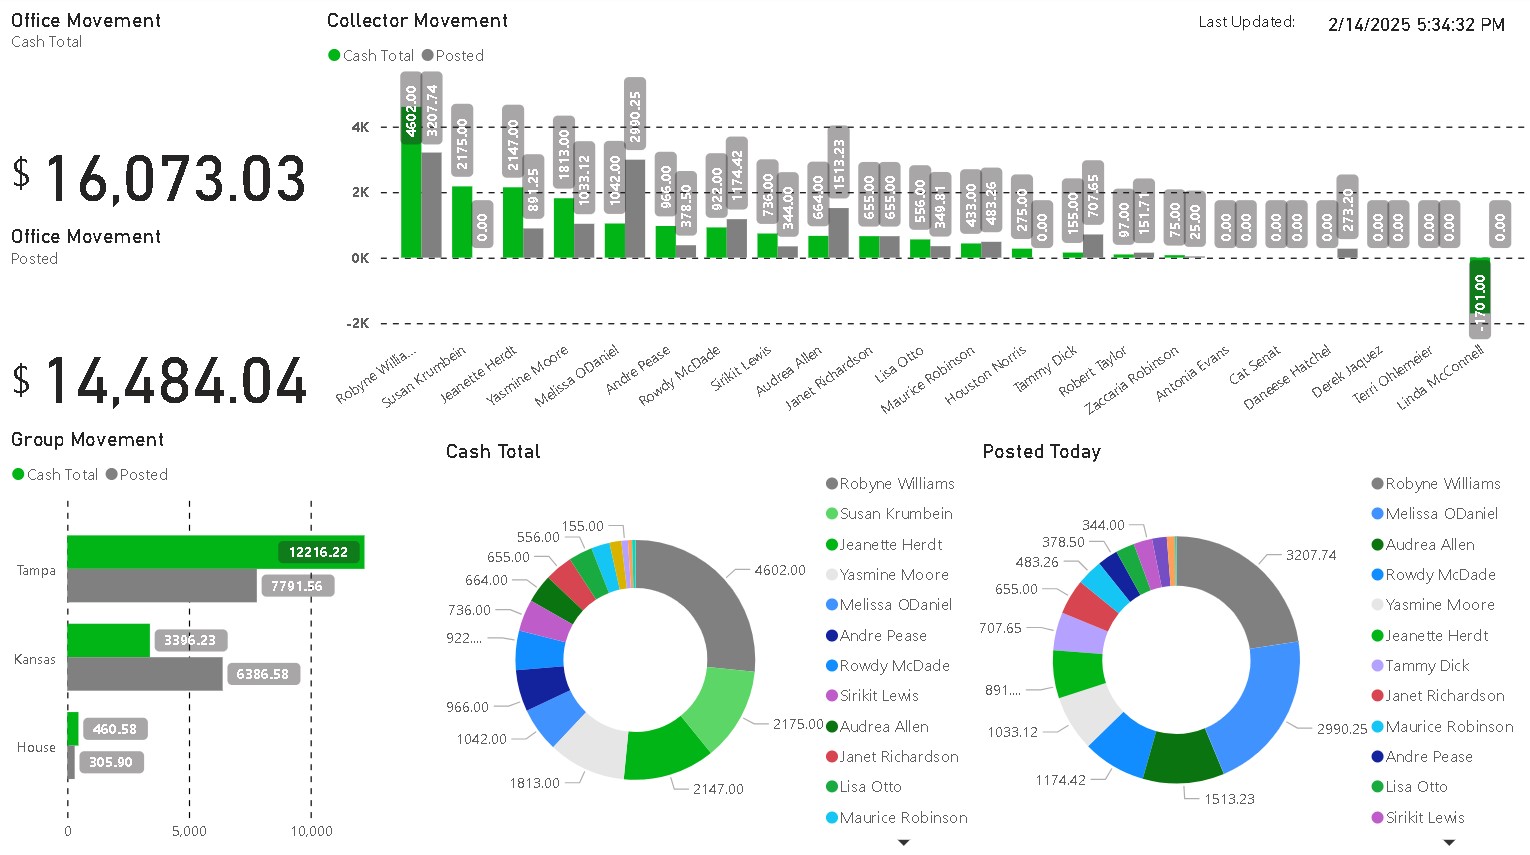 Office Movement
Cash Total
$ 16,073.03
Office Movement
Posted
$ 14,484.04
Collector Movement
Last Updated: 2/14/2025 5:34:32 PM
Cash Total Posted
4K
2K
0K
-2K
4602.00 3207.74 2175.00 0.00 2147.00 891.25 1813.00 1033.12 1042.00 2990.25 966.00 378.50 922.00 1174.42 736.00 344.00 664.00 1513.23 655.00 655.00 556.00 349.81 433.00 483.26 275.00 0.00 155.00 707.65 97.00 151.71 75.00 25.00 0.00 0.00 0.00 0.00 0.00 273.20 0.00 0.00 0.00 0.00 -1701.00 0.00
Robyne Willia...
Susan Krumbein
Jeanette Herdt
Yasmine Moore
Melissa ODaniel
Andre Pease
Rowdy McDade
Sirikit Lewis
Audrea Allen
Janet Richardson
Lisa Otto
Maurice Robinson
Houston Norris
Tammy Dick
Robert Taylor
Zaccaria Robinson
Antonia Evans
Cat Senat
Daneese Hatchel
Derek Jaquez
Terri Ohlemeier
Linda McConnell
Group Movement
Cash Total Posted
Tampa
12216.22
7791.56
Kansas
3396.23
6386.58
House
460.58
305.90
0 5,000 10,000
Cash Total
155.00
556.00
655.00
664.00
736.00
922....
966.00
1042.00
1813.00
2147.00
2175.00
4602.00
Robyne Williams
Susan Krumbein
Jeanette Herdt
Yasmine Moore
Melissa ODaniel
Andre Pease
Rowdy McDade
Sirikit Lewis
Audrea Allen
Janet Richardson
Lisa Otto
Maurice Robinson
Posted Today
344.00
378.50
483.26
655.00
707.65
891....
1033.12
1174.42
1513.23
2990.25
3207.74
Robyne Williams
Melissa ODaniel
Audrea Allen
Rowdy McDade
Yasmine Moore
Jeanette Herdt
Tammy Dick
Janet Richardson
Maurice Robinson
Andre Pease
Lisa Otto
Sirikit Lewis